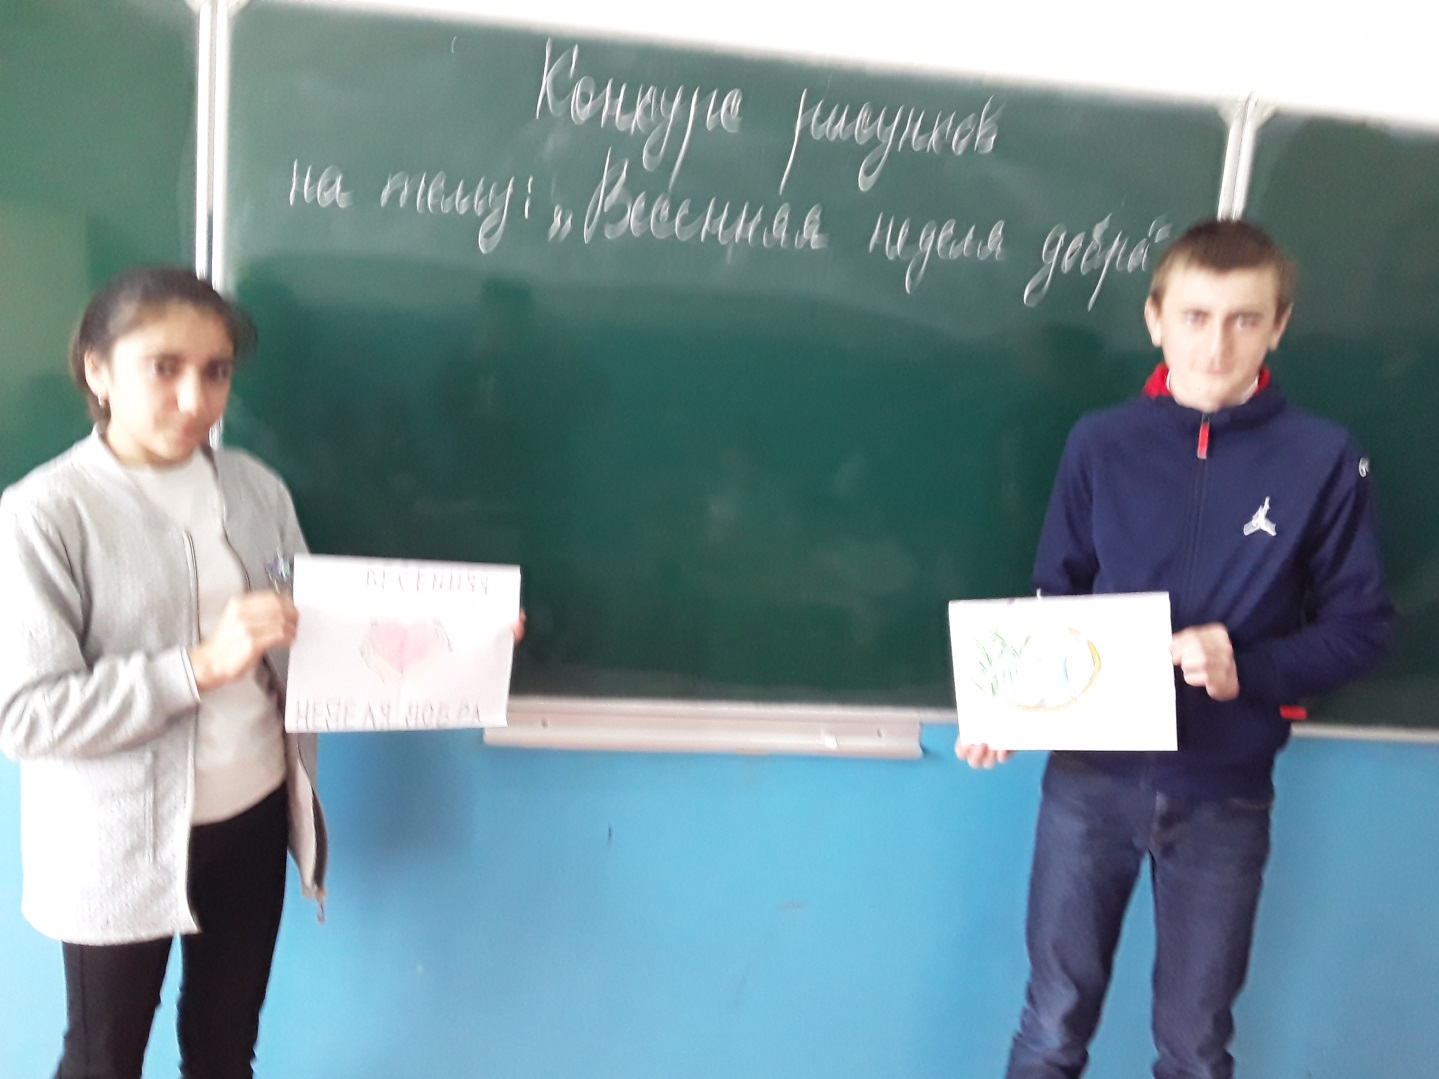 Конкурс рисунков
на тему: „Весенняя неделя добра“
ВЕСЕННЯЯ
НЕДЕЛЯ ДОБРА